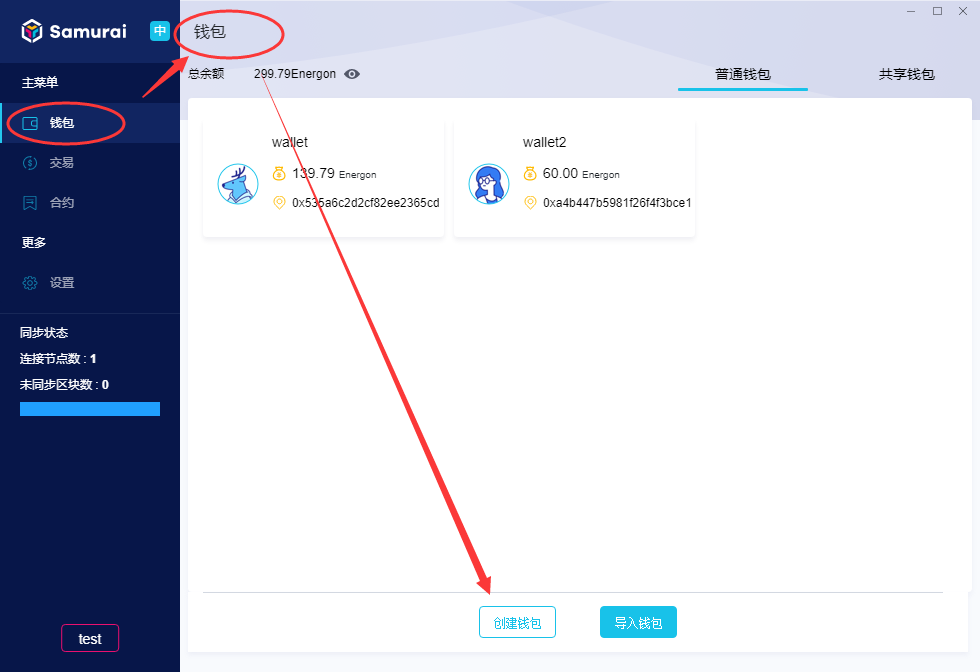 Samurai
中
主菜单
钱包
交易
合约
更多
设置
同步状态
连接节点数 : 1
未同步区块数 : 0
test
钱包
总余额 299.79Energon
普通钱包 共享钱包
wallet
139.79 Energon
0x535a6c2d2cf82ee2365cd
wallet2
60.00 Energon
0xa4b447b5981f26f4f3bce1
创建钱包 导入钱包